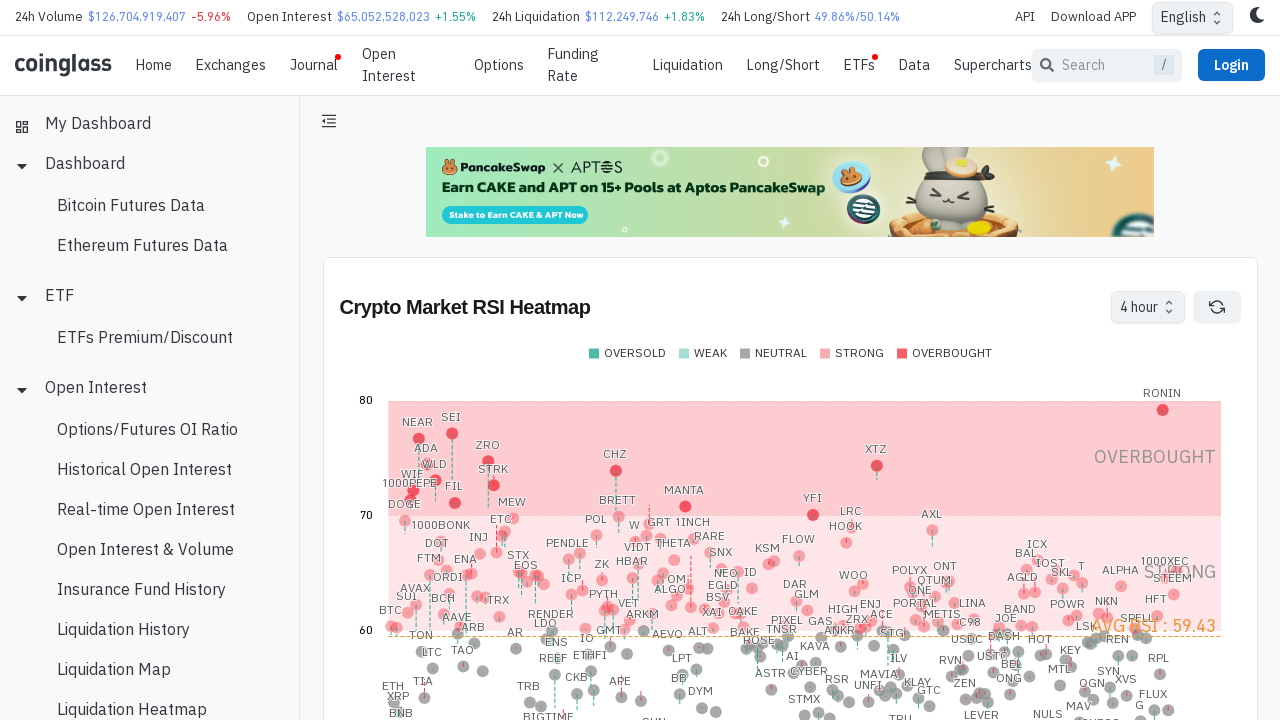 24h Volume $126,704,919,407 -5.96% Open Interest $65,052,528,023 +1.55% 24h Liquidation $112,249,746 +1.83% 24h Long/Short 49.86%/50.14% API Download APP English
coinglass Home Exchanges Journal Open Interest Options Funding Rate Liquidation Long/Short ETFs Data Supercharts Search / Login
My Dashboard
Dashboard
Bitcoin Futures Data
Ethereum Futures Data
ETF
ETFs Premium/Discount
Open Interest
Options/Futures OI Ratio
Historical Open Interest
Real-time Open Interest
Open Interest & Volume
Insurance Fund History
Liquidation History
Liquidation Map
Liquidation Heatmap
PancakeSwap X APTOS
Earn CAKE and APT on 15+ Pools at Aptos PancakeSwap
Stake to Earn CAKE & APT Now
Crypto Market RSI Heatmap
4 hour
OVERSOLD WEAK NEUTRAL STRONG OVERBOUGHT
80
RONIN
SEI
NEAR
ZRO
ADA
XTZ
OVERBOUGHT
CHZ
WLD
STRK
WIF
1000PEPE
FIL
MANTA
YFI
BRETT
DOGE
MEW
LRC
70
AXL
ETC
POL
W
GRT
1INCH
HOOK
1000BONK
RARE
INJ
FLOW
DOT
PENDLE
VIDT
THETA
ICX
KSM
SNX
BAL
STX
FTM
ENA
HBAR
IOST
1000XEC
EOS
ZK
NEO
ID
POLYX
ONT
SKL
T
ALPHA
STRONG
ORDI
ICP
OM
WOO
AGLD
STEEM
QTUM
AVAX
ALGO
EGLD
DAR
ONE
SUI
BCH
TRX
PYTH
BSV
GLM
PORTAL
LINA
POWR
NKN
HFT
VET
ENJ
BTC
HIGH
BAND
AAVE
RENDER
ARKM
XAI
CAKE
ACE
METIS
JOE
SPELL
LDO
PIXEL
GAS
ZRX
C98
LSK
AVG RSI : 59.43
60
ARB
GMT
TNSR
ANKR
TON
AR
IO
AEVO
ALT
BAKE
STG
USDC
DASH
HOT
REN
ENS
ROSE
LTC
TAO
KAVA
KEY
REEF
ETHFI
LPT
AI
ILV
RVN
USTC
RPL
BEL
MTL
SYN
ASTR
CYBER
MAVIA
CKB
BB
RSR
ONG
XVS
ETH
TIA
TRB
APE
UNFI
KLAY
ZEN
OGN
XRP
DYM
GTC
FLUX
STMX
MAV
G
BNB
BIGTIME
SUN
TRU
LEVER
NULS